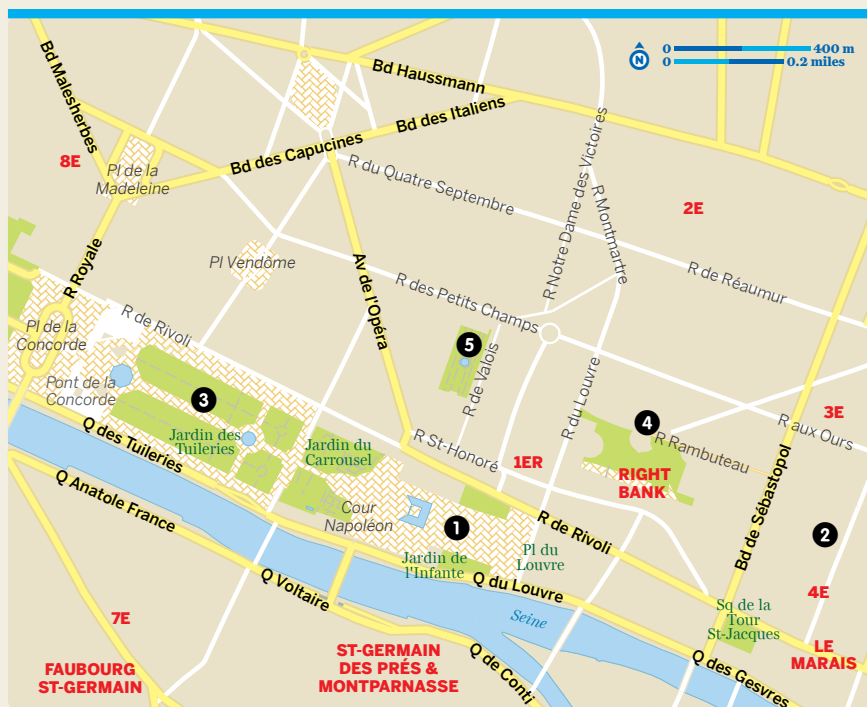 Bd Malesherbes
Bd Haussmann
N
0 400 m
0 0.2 miles
Bd des Italiens
Bd des Capucines
8E
Pl de la
Madeleine
R du Quatre Septembre
R Notre Dame des Victoires
R Montmartre
2E
R Royale
Pl Vendôme
Av de l'Opéra
R des Petits Champs
R de Réaumur
Pl de la
Concorde
R de Rivoli
5
R de Valois
R du Louvre
Pont de la
Concorde
3
4
3E
R aux Ours
Q des Tuileries
Jardin des
Tuileries
Jardin du
Carrousel
R St-Honoré
1ER
R Rambuteau
RIGHT
BANK
Bd de Sébastopol
Q Anatole France
Cour
Napoléon
1
R de Rivoli
2
Jardin de
l'Infante
Pl du
Louvre
Q Voltaire
Q du Louvre
Seine
4E
7E
Sq de la
Tour
St-Jacques
FAUBOURG
ST-GERMAIN
ST-GERMAIN
DES PRÉS &
MONTPARNASSE
Q de Conti
Q des Gesvres
LE
MARAIS